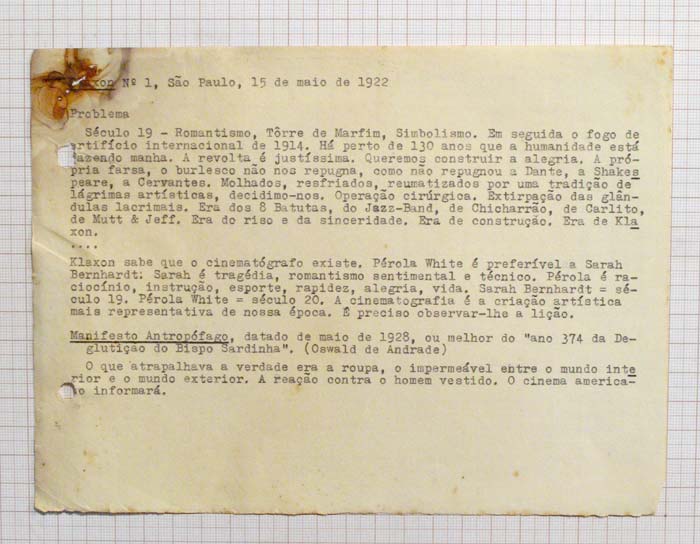 Klaxon Nº 1, São Paulo, 15 de maio de 1922
Problema
Século 19 - Romantismo, Tôrre de Marfim, Simbolismo. Em seguida o fogo de
artifício internacional de 1914. Há perto de 130 anos que a humanidade está
fazendo manha. A revolta é justíssima. Queremos construir a alegria. A pró-
pria farsa, o burlesco não nos repugna, como não repugnou a Dante, a Shakes
peare, a Cervantes. Molhados, resfriados, reumatizados por uma tradição de
lágrimas artísticas, decidimo-nos. Operação cirúrgica. Extirpação das glân-
dulas lacrimais. Era dos 8 Batutas, do Jazz-Band, de Chicharrão, de Carlito,
de Mutt & Jeff. Era do riso e da sinceridade. Era de construção. Era de Kla
xon.
....
Klaxon sabe que o cinematógrafo existe. Pérola White é preferível a Sarah
Bernhardt: Sarah é tragédia, romantismo sentimental e técnico. Pérola é ra-
ciocínio, instrução, esporte, rapidez, alegria, vida. Sarah Bernhardt = sé-
culo 19. Pérola White = século 20. A cinematografia é a criação artística
mais representativa de nossa época. É preciso observar-lhe a lição.
Manifesto Antropófago, datado de maio de 1928, ou melhor do "ano 374 da De-
glutição do Bispo Sardinha". (Oswald de Andrade)
O que atrapalhava a verdade era a roupa, o impermeável entre o mundo inte
rior e o mundo exterior. A reação contra o homem vestido. O cinema america-
no informará.